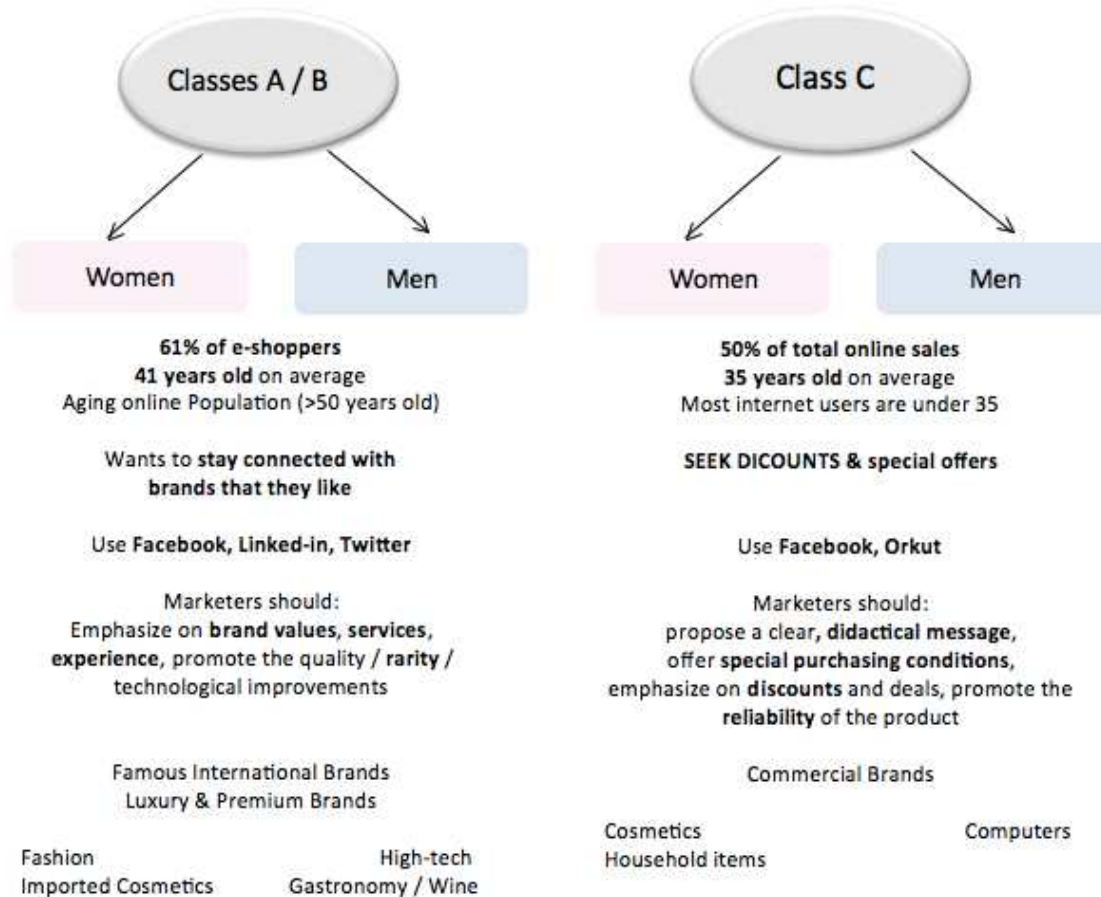 Classes A / B
Women
Men
61% of e-shoppers
41 years old on average
Aging online Population (>50 years old)
Wants to stay connected with
brands that they like
Use Facebook, Linked-in, Twitter
Marketers should:
Emphasize on brand values, services,
experience, promote the quality / rarity /
technological improvements
Famous International Brands
Luxury & Premium Brands
Fashion
Imported Cosmetics
High-tech
Gastronomy / Wine
Class C
Women
Men
50% of total online sales
35 years old on average
Most internet users are under 35
SEEK DICOUNTS & special offers
Use Facebook, Orkut
Marketers should:
propose a clear, didactical message,
offer special purchasing conditions,
emphasize on discounts and deals, promote the
reliability of the product
Commercial Brands
Cosmetics
Household items
Computers